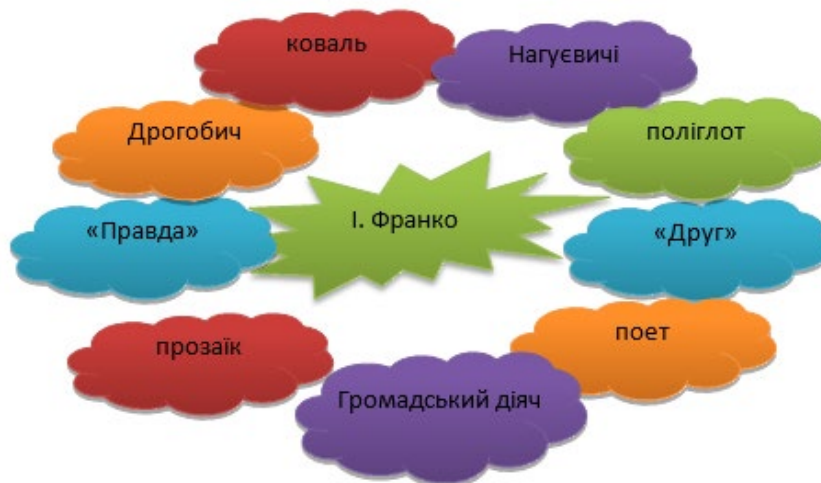 коваль
Нагуєвичі
Дрогобич
поліглот
І. Франко
«Правда»
«Друг»
прозаїк
поет
Громадський діяч